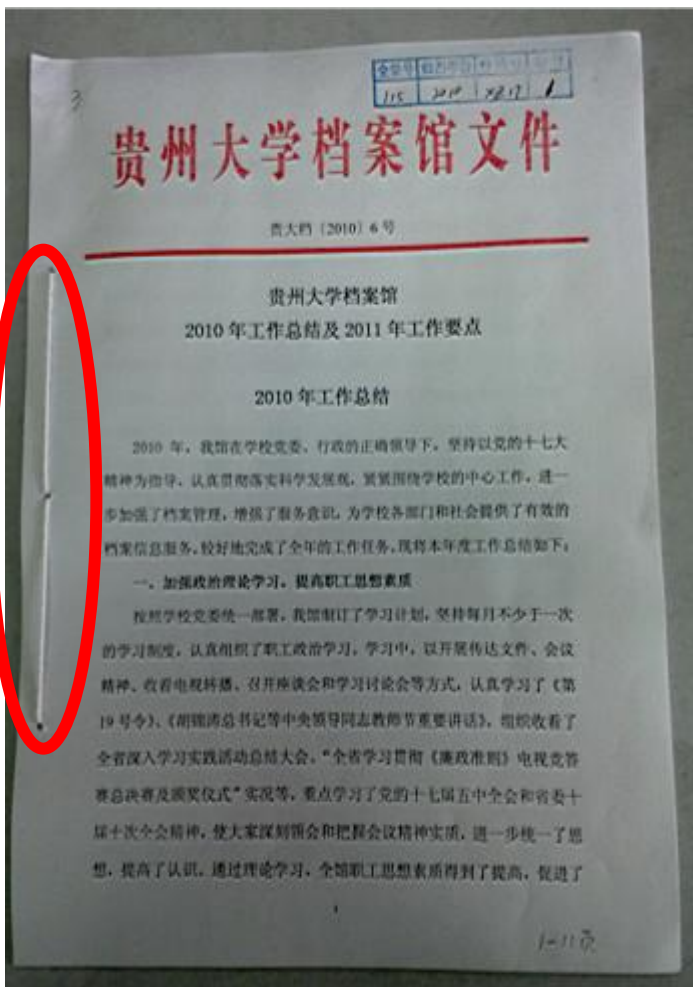 3
全宗号
115 2010 XZ17 1
贵州大学档案馆文件
贵大档〔2010〕6号
贵州大学档案馆
2010年工作总结及2011年工作要点
2010年工作总结
2010 年，我馆在学校党委、行政的正确领导下，坚持以党的十七大
精神为指导，认真贯彻落实科学发展观，紧紧围绕学校的中心工作，进一
步加强了档案管理，增强了服务意识，为学校各部门和社会提供了有效的
档案信息服务，较好地完成了全年的工作任务，现将本年度工作总结如下：
一、加强政治理论学习，提高职工思想素质
按照学校党委统一部署，我馆制订了学习计划，坚持每月不少于一次
的学习制度，认真组织了职工政治学习，学习中，以开展传达文件、会议
精神、收看电视转播、召开座谈会和学习讨论会等方式，认真学习了《第
19号令》、《胡锦涛总书记等中央领导同志教师节重要讲话》，组织收看了
全省深入学习实践活动总结大会、“全省学习贯彻《廉政准则》电视竞答
赛总决赛及颁奖仪式”实况等，重点学习了党的十七届五中全会和省委十
届十次全会精神，使大家深刻领会和把握会议精神实质，进一步统一了思
想，提高了认识，通过理论学习，全馆职工思想素质得到了提高，促进了
1
1-11页